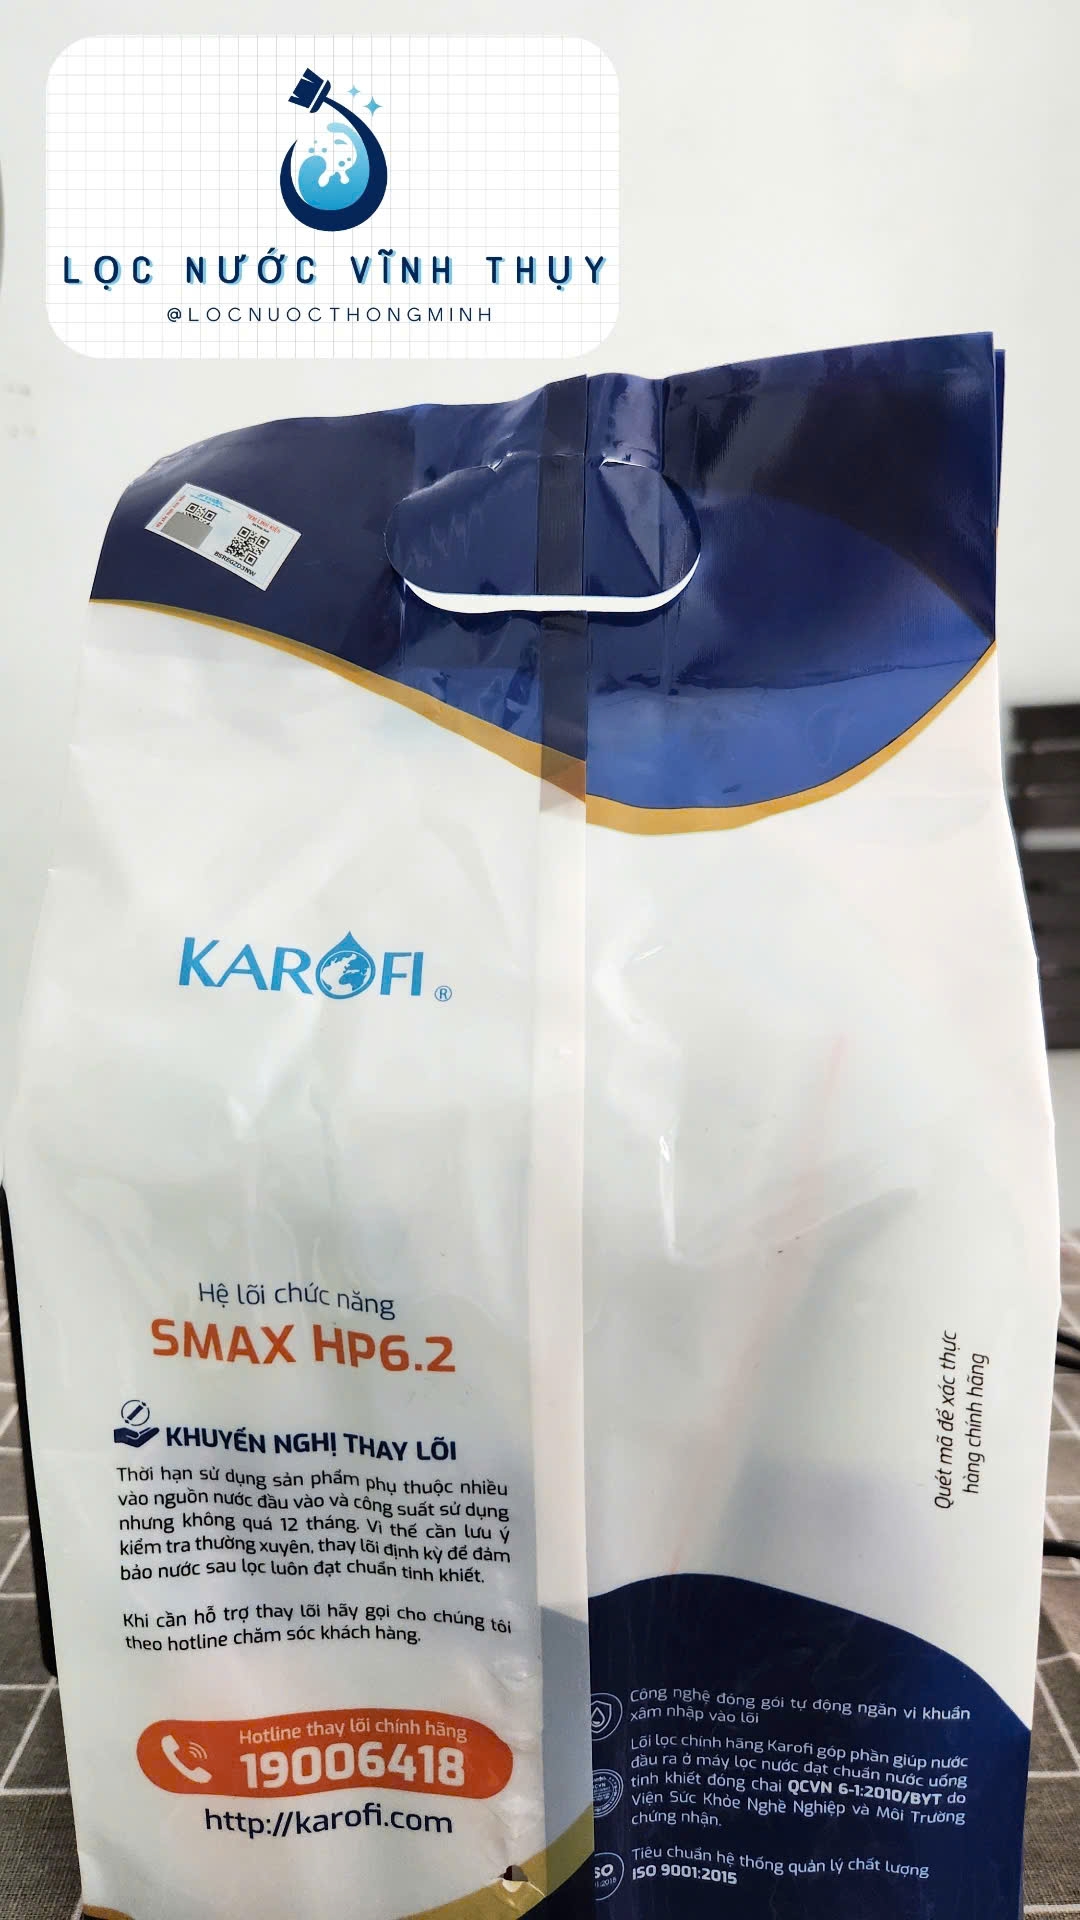 LỌC NƯỚC VĨNH THỤY
@LOCNUOCTHONGMINH
TEM LINH KIỆN
KAROFI ®
Hệ lõi chức năng
SMAX HP6.2
KHUYẾN NGHỊ THAY LÕI
Thời hạn sử dụng sản phẩm phụ thuộc nhiều
vào nguồn nước đầu vào và công suất sử dụng
nhưng không quá 12 tháng. Vì thế cần lưu ý
kiểm tra thường xuyên, thay lõi định kỳ để đảm
bảo nước sau lọc luôn đạt chuẩn tinh khiết.
Khi cần hỗ trợ thay lõi hãy gọi cho chúng tôi
theo hotline chăm sóc khách hàng.
Hotline thay lõi chính hãng
19006418
http://karofi.com
Quét mã để xác thực
hàng chính hãng
Công nghệ đóng gói tự động ngăn vi khuẩn
xâm nhập vào lõi
Lõi lọc chính hãng Karofi góp phần giúp nước
đầu ra ở máy lọc nước đạt chuẩn nước uống
tinh khiết đóng chai QCVN 6-1:2010/BYT do
Viện Sức Khỏe Nghề Nghiệp và Môi Trường
chứng nhận.
Tiêu chuẩn hệ thống quản lý chất lượng
ISO 9001:2015